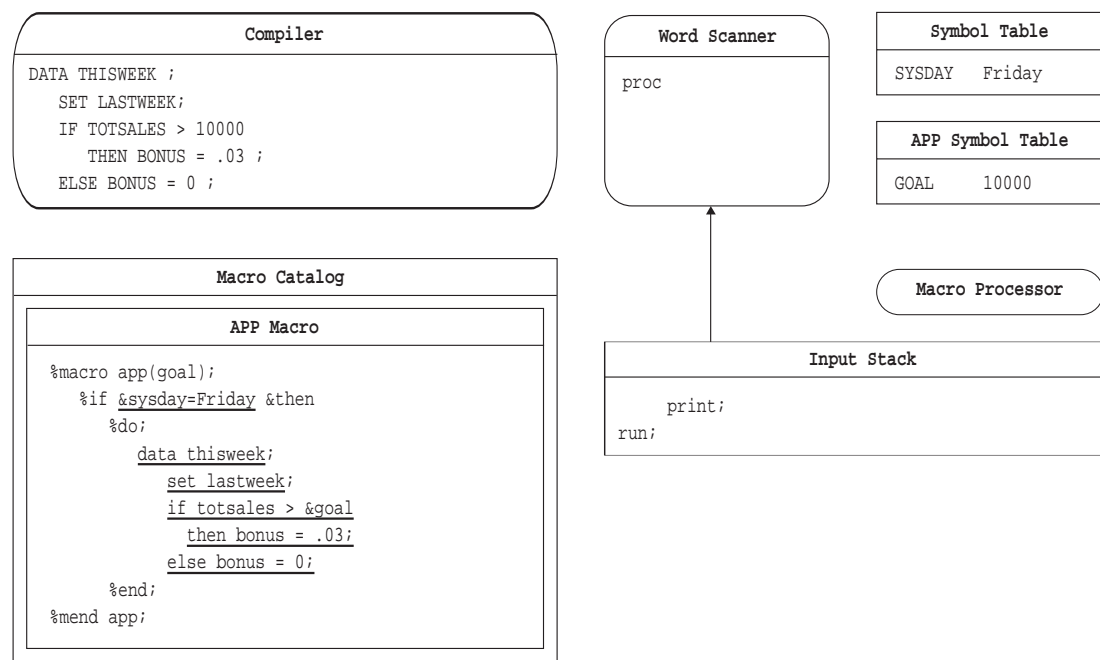 Compiler
DATA THISWEEK ;
SET LASTWEEK;
IF TOTSALES > 10000
THEN BONUS = .03 ;
ELSE BONUS = 0 ;
Word Scanner
proc
Symbol Table
SYSDAY Friday
APP Symbol Table
GOAL 10000
Macro Processor
Macro Catalog
APP Macro
%macro app(goal);
%if &sysday=Friday &then
%do;
data thisweek;
set lastweek;
if totsales > &goal
then bonus = .03;
else bonus = 0;
%end;
%mend app;
Input Stack
print;
run;